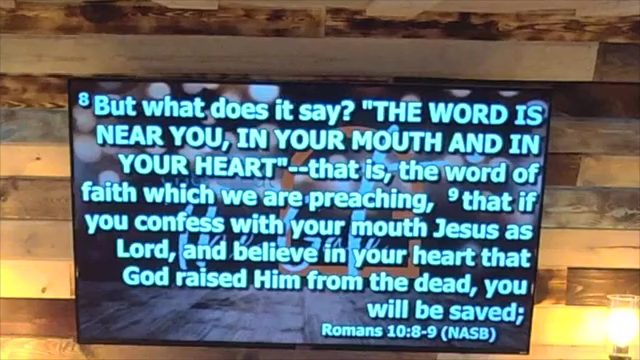 8 But what does it say? "THE WORD IS
NEAR YOU, IN YOUR MOUTH AND IN
YOUR HEART"--that is, the word of
faith which we are preaching, 9 that if
you confess with your mouth Jesus as
Lord, and believe in your heart that
God raised Him from the dead, you
will be saved;
Romans 10:8-9 (NASB)